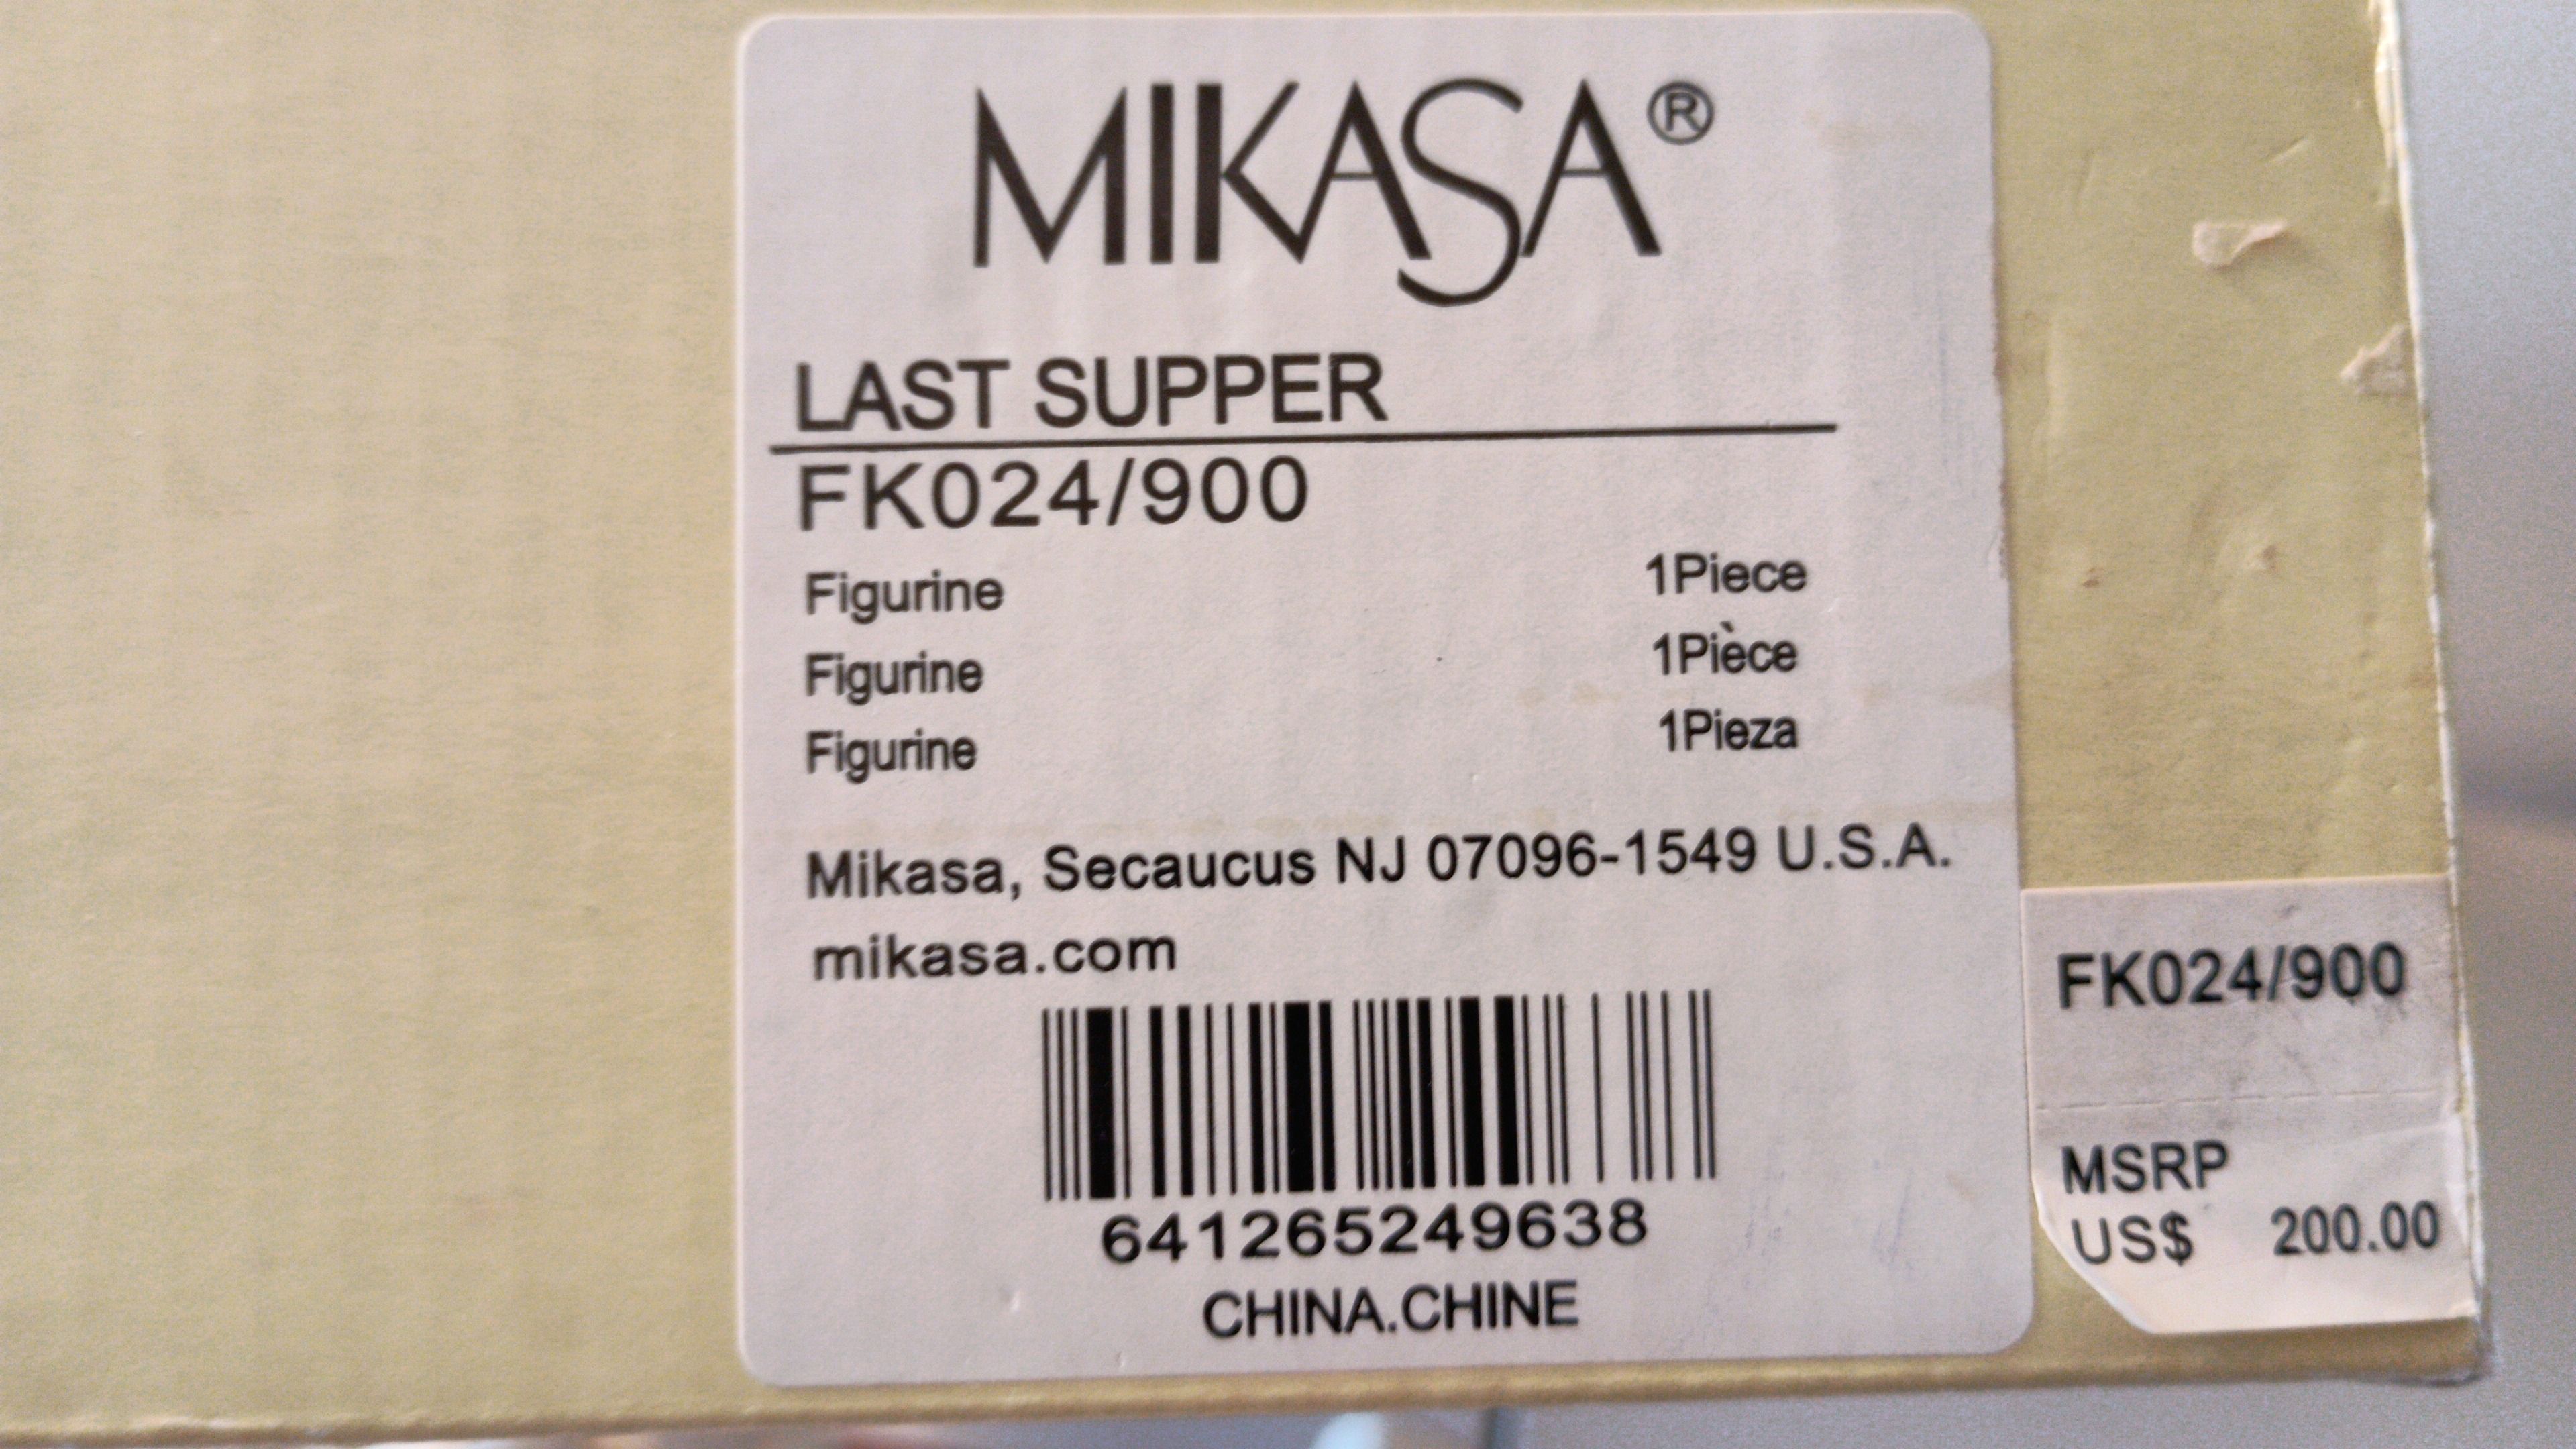 MIKASA®
LAST SUPPER
FK024/900
Figurine 1Piece
Figurine 1Pièce
Figurine 1Pieza
Mikasa, Secaucus NJ 07096-1549 U.S.A.
mikasa.com
641265249638
CHINA.CHINE
FK024/900
MSRP
US$ 200.00